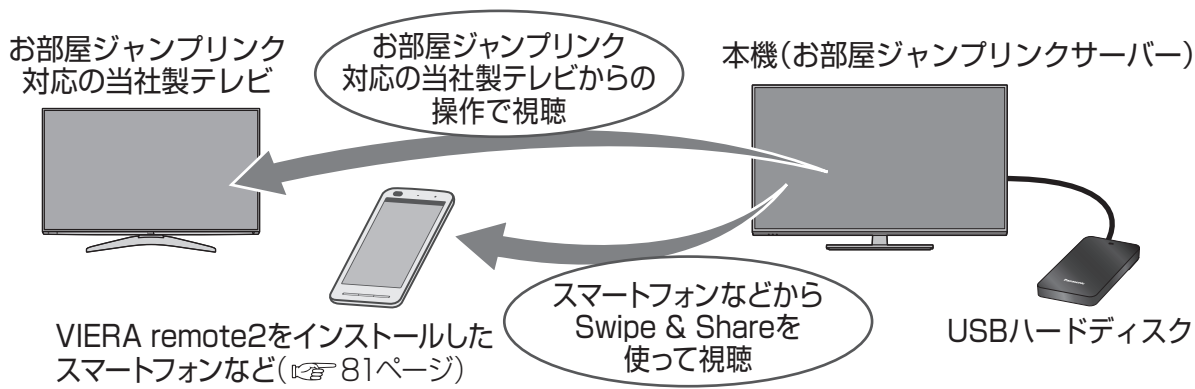 お部屋ジャンプリンク
対応の当社製テレビ
お部屋ジャンプリンク
対応の当社製テレビからの
操作で視聴
本機(お部屋ジャンプリンクサーバー)
VIERA remote2をインストールした
スマートフォンなど(☞81ページ)
スマートフォンなどから
Swipe & Shareを
使って視聴
Panasonic
USBハードディスク